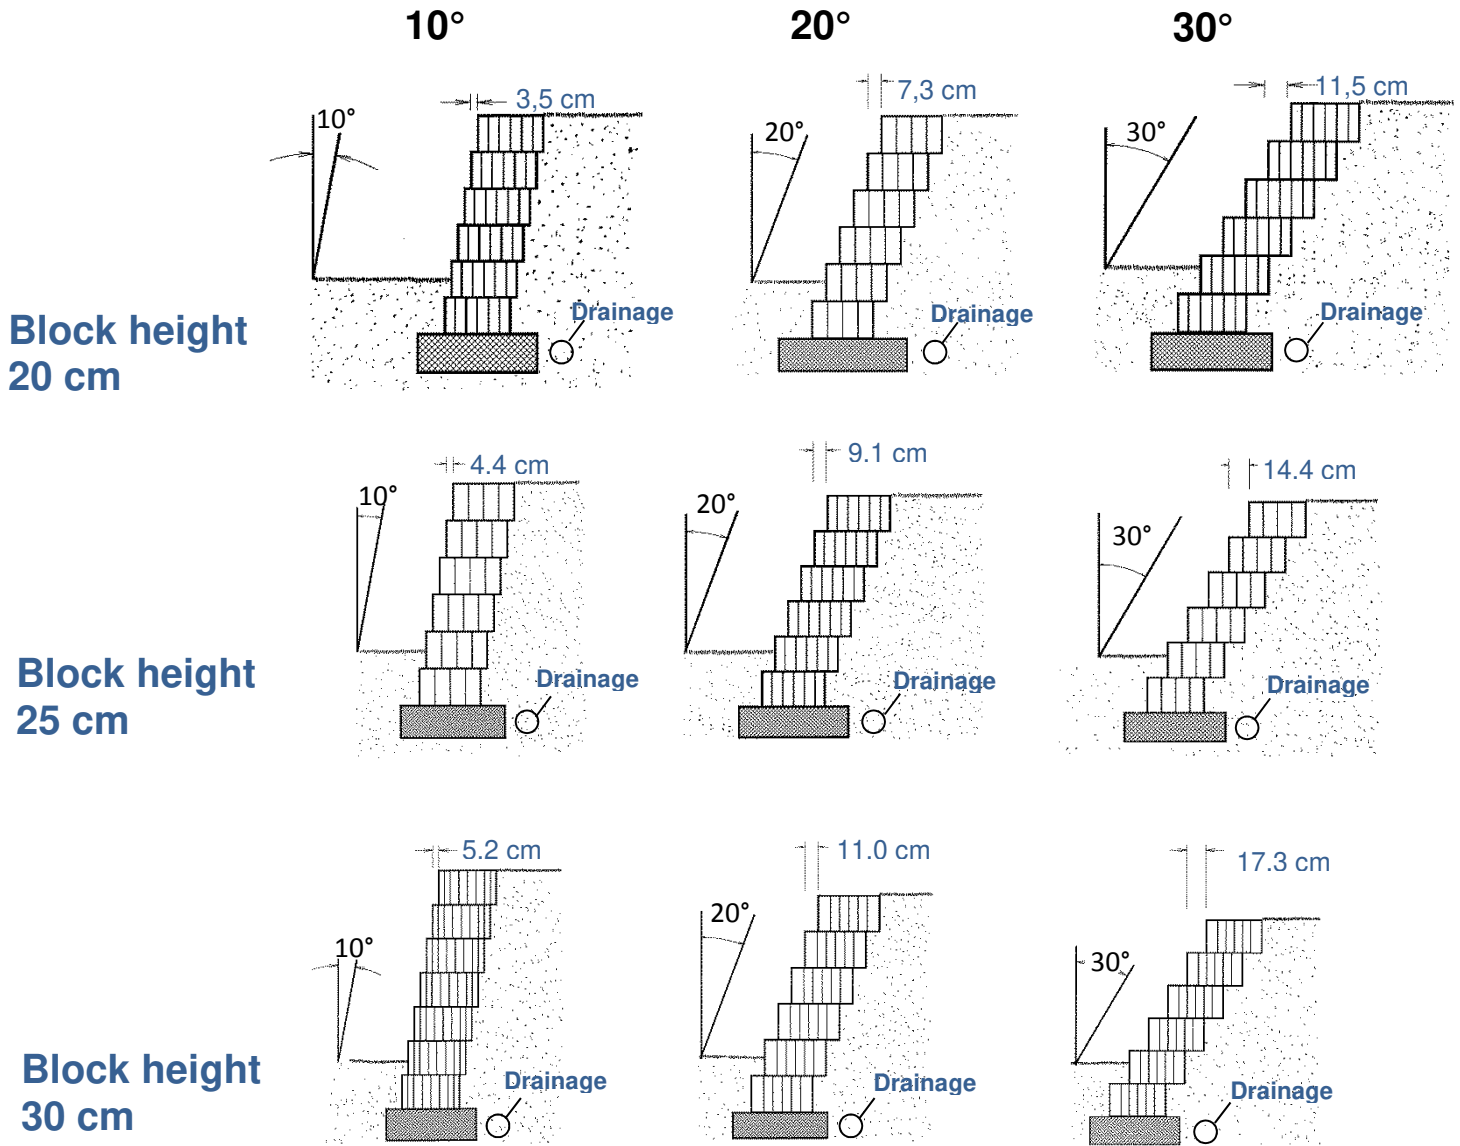 10° 20° 30°
3,5 cm 7,3 cm 11,5 cm
10° 20° 30°
Drainage Drainage Drainage
Block height
20 cm
4.4 cm 9.1 cm 14.4 cm
10° 20° 30°
Drainage Drainage Drainage
Block height
25 cm
5.2 cm 11.0 cm 17.3 cm
10° 20° 30°
Drainage Drainage Drainage
Block height
30 cm